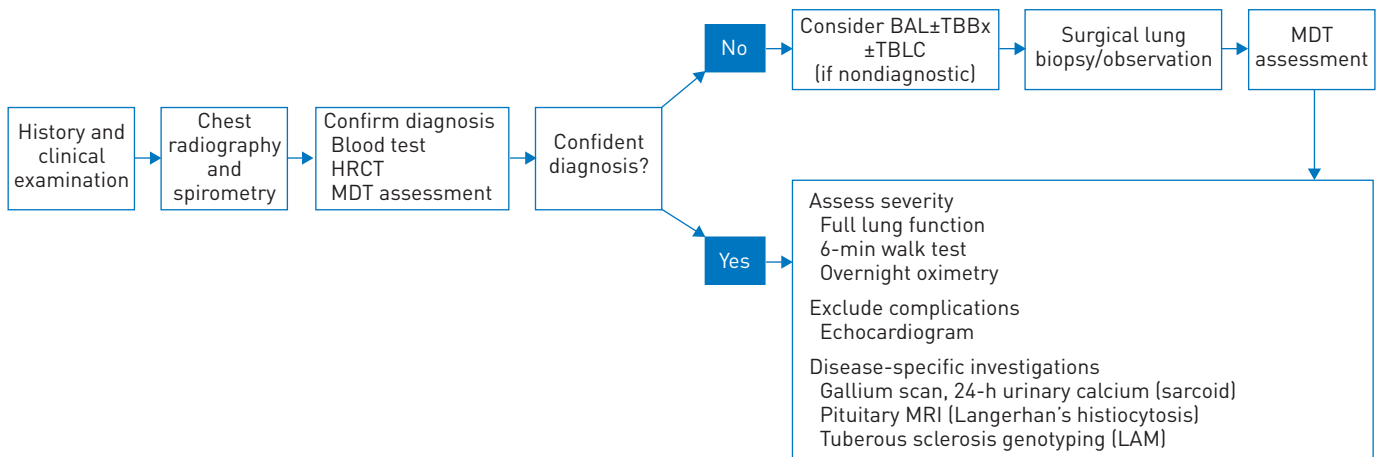 History and
clinical
examination
Chest
radiography
and
spirometry
Confirm diagnosis
Blood test
HRCT
MDT assessment
Confident
diagnosis?
No
Consider BAL±TBBx
±TBLC
(if nondiagnostic)
Surgical lung
biopsy/observation
MDT
assessment
Yes
Assess severity
Full lung function
6-min walk test
Overnight oximetry
Exclude complications
Echocardiogram
Disease-specific investigations
Gallium scan, 24-h urinary calcium (sarcoid)
Pituitary MRI (Langerhan's histiocytosis)
Tuberous sclerosis genotyping (LAM)